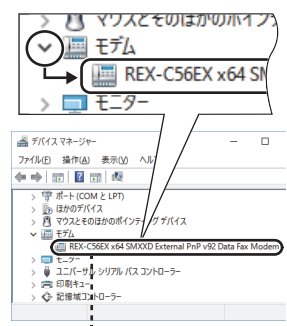 マウスとそのほかのポインテ
モデム
REX-C56EX x64 SM
モニター
デバイス マネージャー
ファイル(F) 操作(A) 表示(V) ヘル
ポート (COM と LPT)
ほかのデバイス
マウスとそのほかのポインティング デバイス
モデム
REX-C56EX x64 SMXXD External PnP v92 Data Fax Modem
モニター
ユニバーサル シリアル バス コントローラー
印刷キュー
記憶域コントローラー